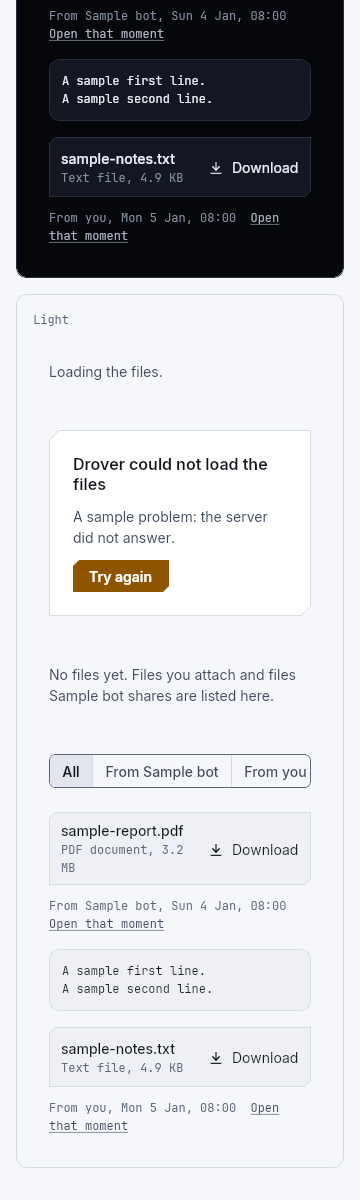 From Sample bot, Sun 4 Jan, 08:00
Open that moment
A sample first line.
A sample second line.
sample-notes.txt
Text file, 4.9 KB
Download
From you, Mon 5 Jan, 08:00 Open
that moment
Light
Loading the files.
Drover could not load the
files
A sample problem: the server
did not answer.
Try again
No files yet. Files you attach and files
Sample bot shares are listed here.
All From Sample bot From you
sample-report.pdf
PDF document, 3.2
MB
Download
From Sample bot, Sun 4 Jan, 08:00
Open that moment
A sample first line.
A sample second line.
sample-notes.txt
Text file, 4.9 KB
Download
From you, Mon 5 Jan, 08:00 Open
that moment